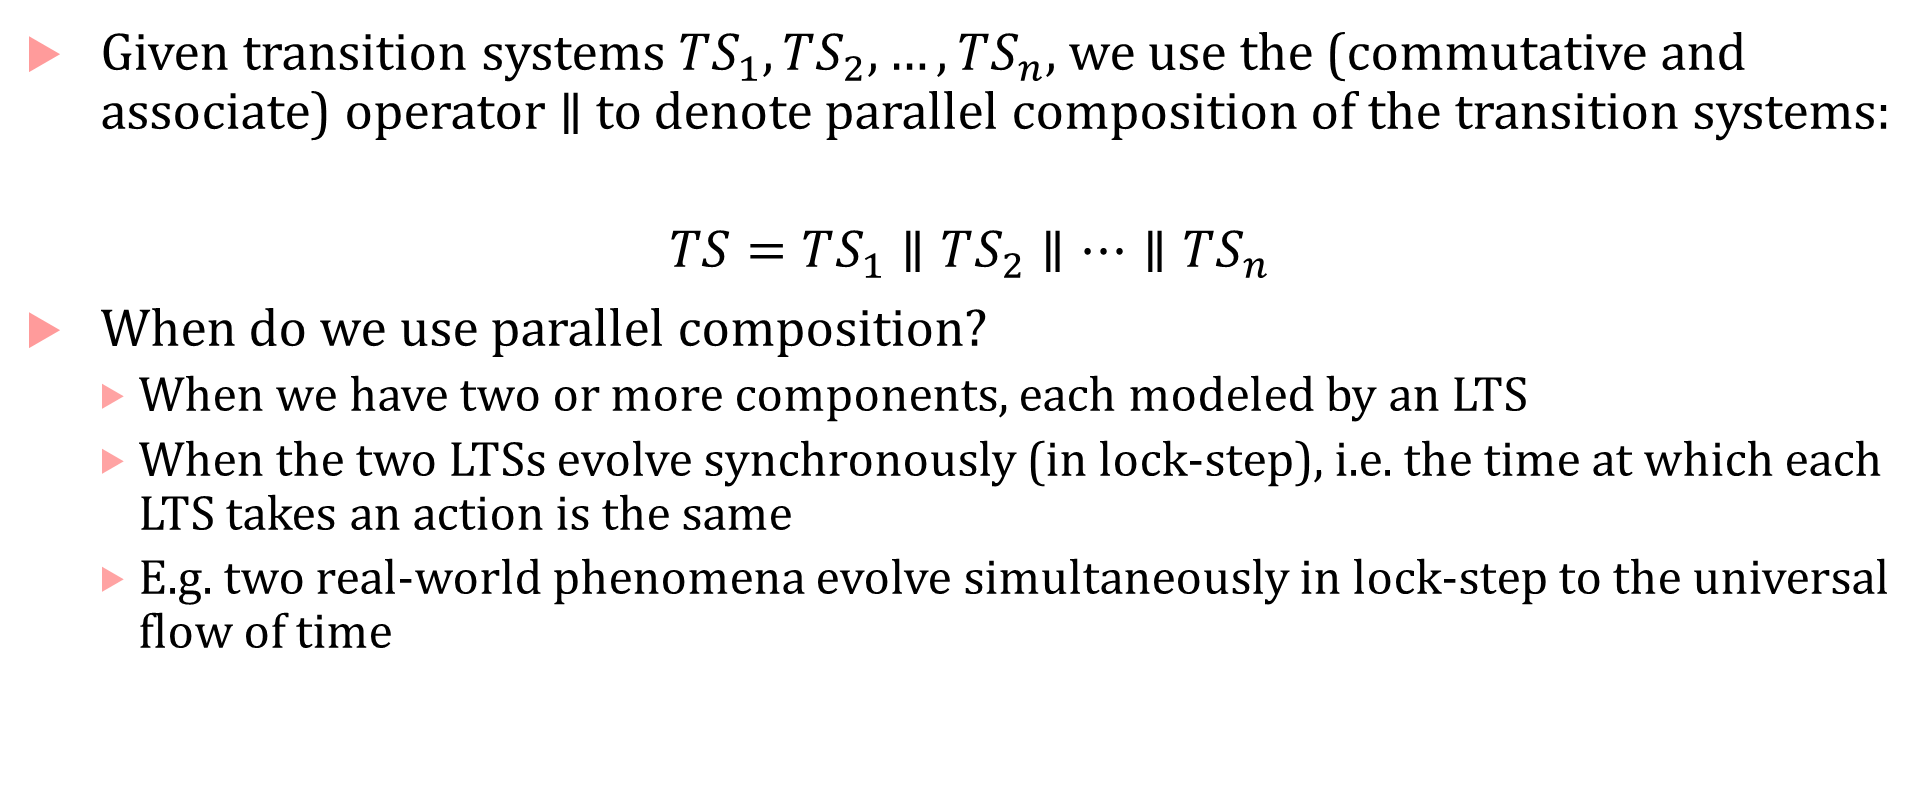 Given transition systems TS₁, TS₂, … , TSₙ, we use the (commutative and
associate) operator ∥ to denote parallel composition of the transition systems:
TS = TS₁ ∥ TS₂ ∥ ⋯ ∥ TSₙ
When do we use parallel composition?
When we have two or more components, each modeled by an LTS
When the two LTSs evolve synchronously (in lock-step), i.e. the time at which each
LTS takes an action is the same
E.g. two real-world phenomena evolve simultaneously in lock-step to the universal
flow of time